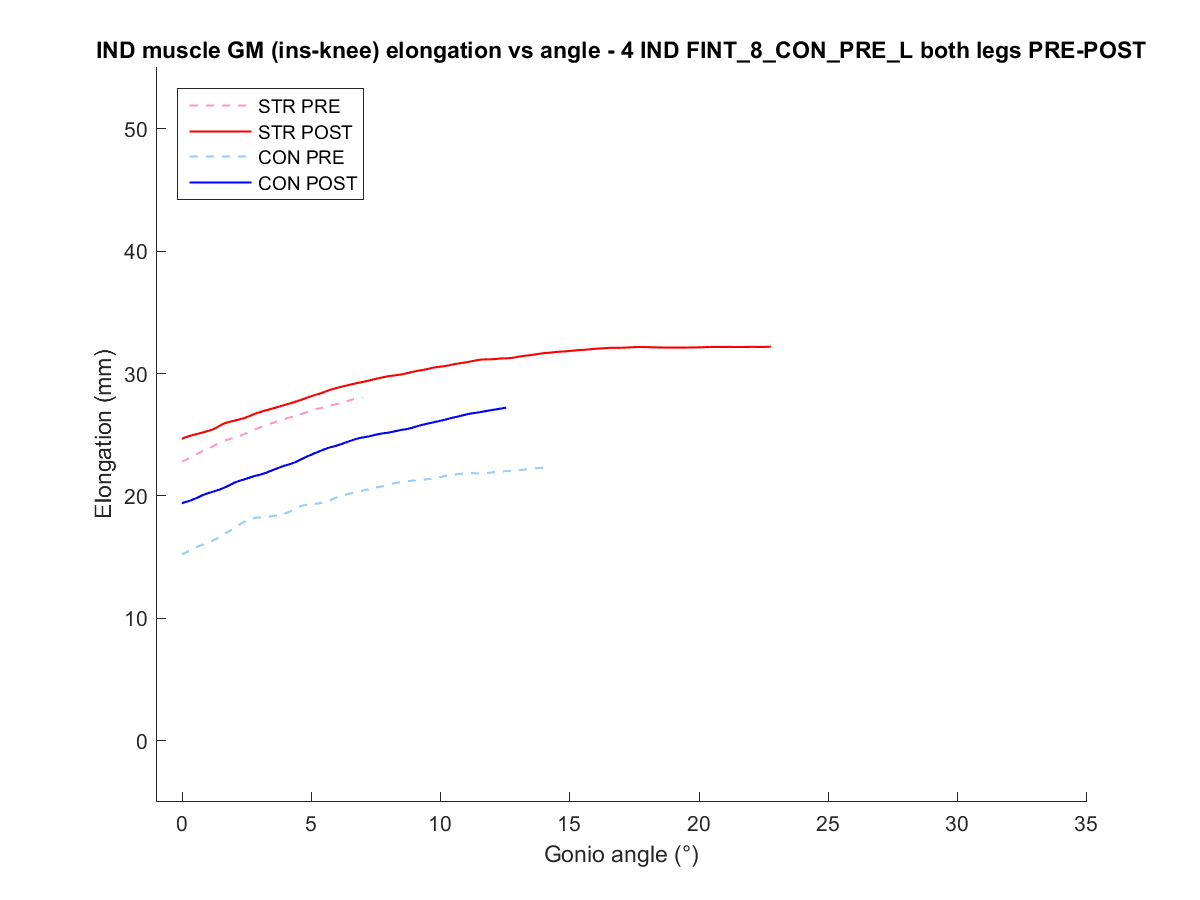 IND muscle GM (ins-knee) elongation vs angle - 4 IND FINT_8_CON_PRE_L both legs PRE-POST
STR PRE
STR POST
CON PRE
CON POST
50
40
30
20
10
0
Elongation (mm)
0 5 10 15 20 25 30 35
Gonio angle (°)